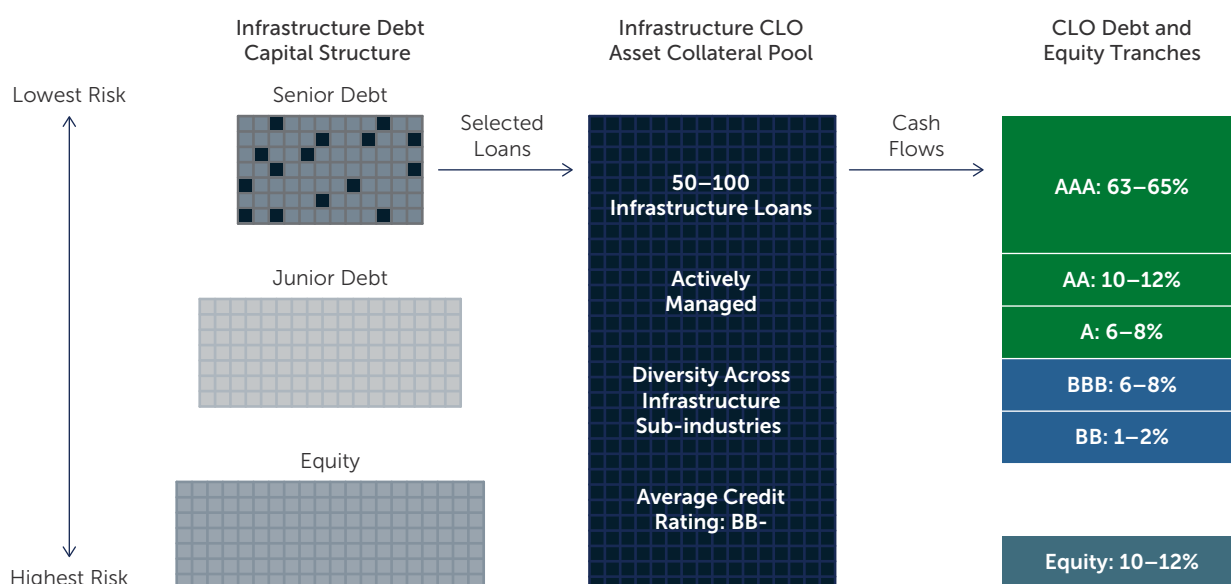 Infrastructure Debt
Capital Structure
Infrastructure CLO
Asset Collateral Pool
CLO Debt and
Equity Tranches
Lowest Risk
Senior Debt
Selected
Loans
Cash
Flows
50–100
Infrastructure Loans
AAA: 63–65%
Junior Debt
Actively
Managed
AA: 10–12%
A: 6–8%
Diversity Across
Infrastructure
Sub-industries
BBB: 6–8%
BB: 1–2%
Equity
Average Credit
Rating: BB-
Equity: 10–12%
Highest Risk